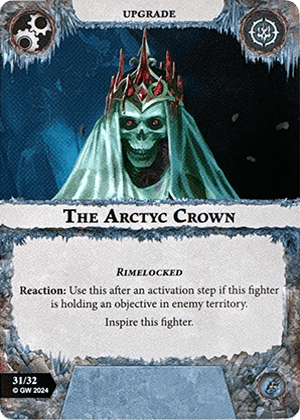 UPGRADE
The Arctyc Crown
Rimelocked
Reaction: Use this after an activation step if this fighter
is holding an objective in enemy territory.
Inspire this fighter.
31/32
© GW 2024